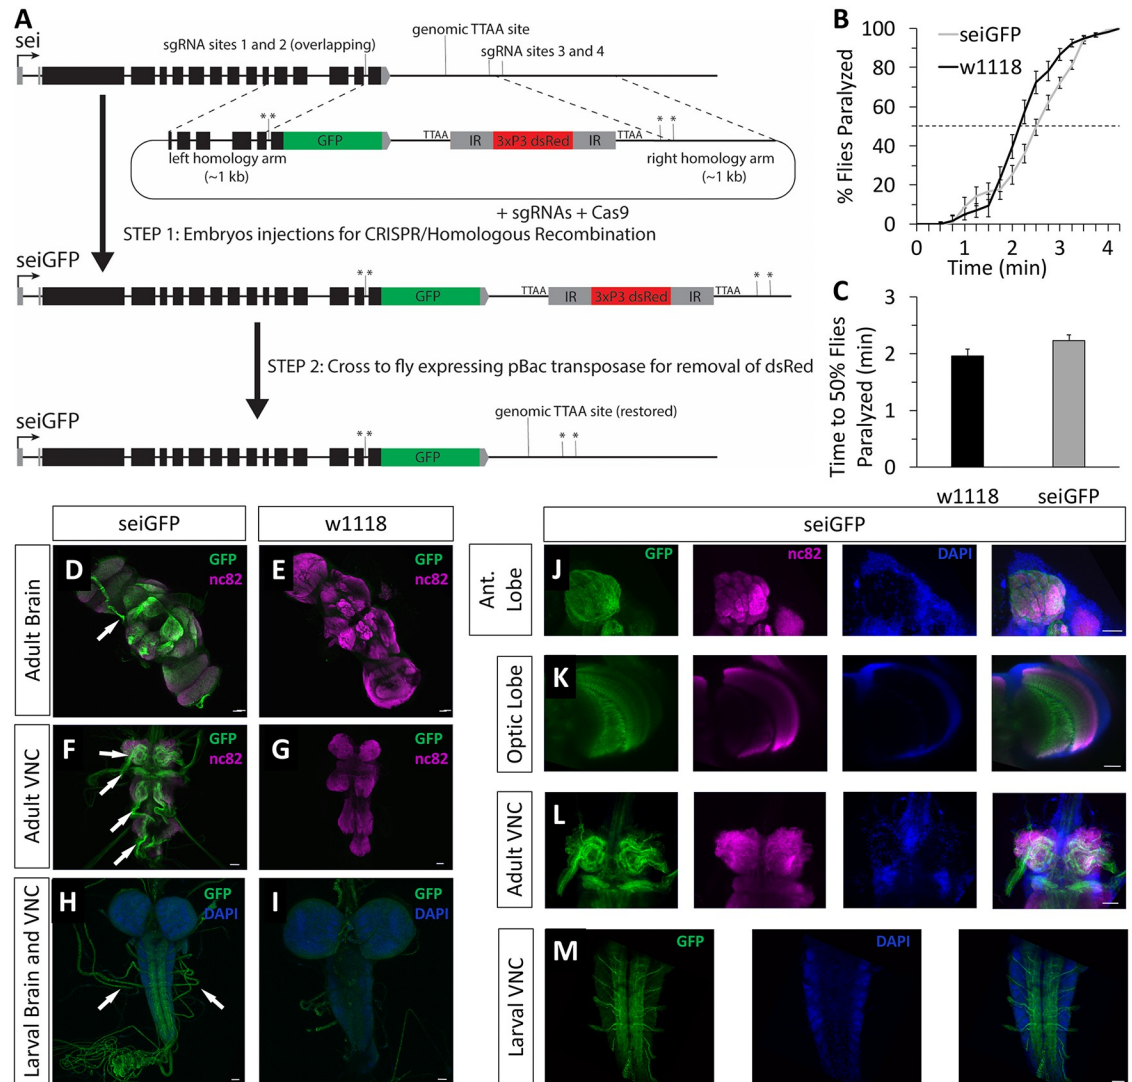 A
sei
sgRNA sites 1 and 2 (overlapping)
genomic TTAA site
sgRNA sites 3 and 4
* *
GFP
TTAA
IR
3xP3 dsRed
IR
TTAA
* *
left homology arm
(~1 kb)
right homology arm
(~1 kb)
+ sgRNAs + Cas9
STEP 1: Embryos injections for CRISPR/Homologous Recombination
seiGFP
* *
GFP
TTAA
IR
3xP3 dsRed
IR
TTAA
* *
STEP 2: Cross to fly expressing pBac transposase for removal of dsRed
seiGFP
* *
GFP
genomic TTAA site (restored)
* *
B
% Flies Paralyzed
100
80
60
40
20
0
seiGFP
w1118
0 1 2 3 4
Time (min)
C
Time to 50% Flies
Paralyzed (min)
3
2
1
0
w1118 seiGFP
seiGFP
w1118
Adult Brain
D
GFP
nc82
E
GFP
nc82
Adult VNC
F
GFP
nc82
G
GFP
nc82
Larval Brain and VNC
H
GFP
DAPI
I
GFP
DAPI
seiGFP
Ant.
Lobe
J
GFP
nc82
DAPI
Optic Lobe
K
Adult VNC
L
Larval VNC
M
GFP
DAPI